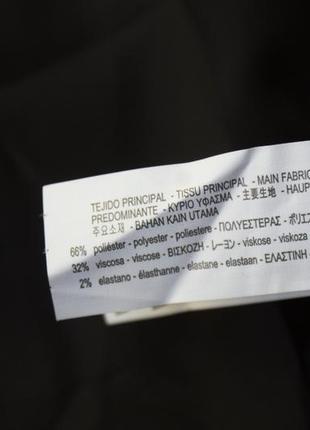 TEJIDO PRINCIPAL - TISSU PRINCIPAL - MAIN FABRIC
PREDOMINANTE - ΚΥΡΙΟ ΥΦΑΣΜΑ - 主要生地 - HAUP
주요소재 - BAHAN KAIN UTAMA
66% poliéster - polyester - poliestere - ΠΟΛΥΕΣΤΕΡΑΣ - ポリエ
32% viscosa - viscose - ΒΙΣΚΟΖΗ - レーヨン - viskose - viskoza
2% elastano - élasthanne - elastane - elastaan - ΕΛΑΣΤΙΝΗ -